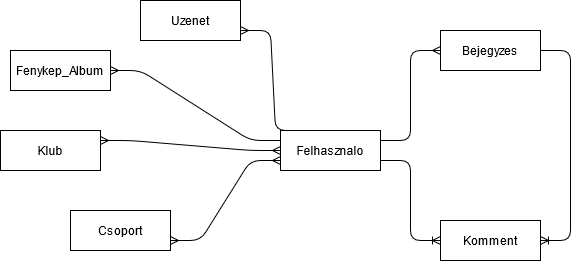 Uzenet
Bejegyzes
Fenykep_Album
Klub
Felhasznalo
Csoport
Komment